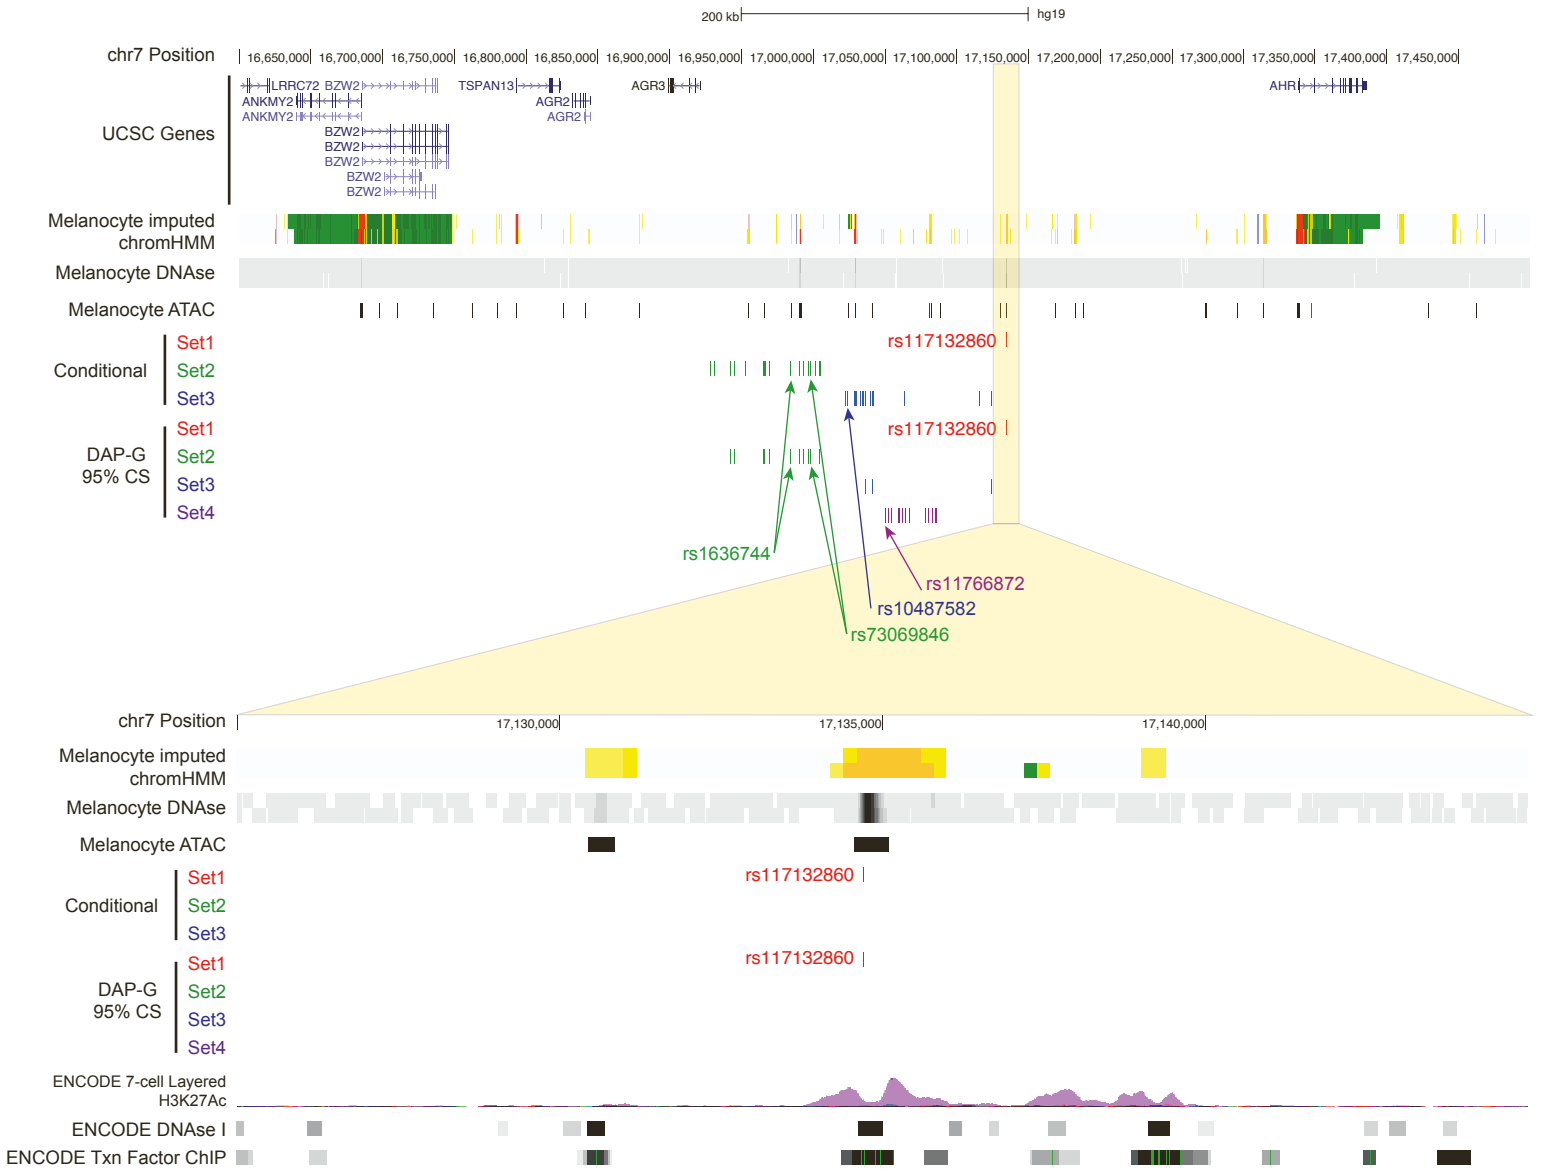 200 kb hg19
chr7 Position 16,650,000 16,700,000 16,750,000 16,800,000 16,850,000 16,900,000 16,950,000 17,000,000 17,050,000 17,100,000 17,150,000 17,200,000 17,250,000 17,300,000 17,350,000 17,400,000 17,450,000
UCSC Genes
LRRC72 BZW2 TSPAN13 AGR3 AHR
ANKMY2 AGR2
ANKMY2 AGR2
BZW2
BZW2
BZW2
BZW2
BZW2
Melanocyte imputed
chromHMM
Melanocyte DNAse
Melanocyte ATAC
Conditional
Set1 rs117132860
Set2
Set3
DAP-G
95% CS
Set1 rs117132860
Set2
Set3
Set4
rs1636744
rs11766872
rs10487582
rs73069846
chr7 Position 17,130,000 17,135,000 17,140,000
Melanocyte imputed
chromHMM
Melanocyte DNAse
Melanocyte ATAC
Conditional
Set1 rs117132860
Set2
Set3
DAP-G
95% CS
Set1 rs117132860
Set2
Set3
Set4
ENCODE 7-cell Layered
H3K27Ac
ENCODE DNAse I
ENCODE Txn Factor ChIP